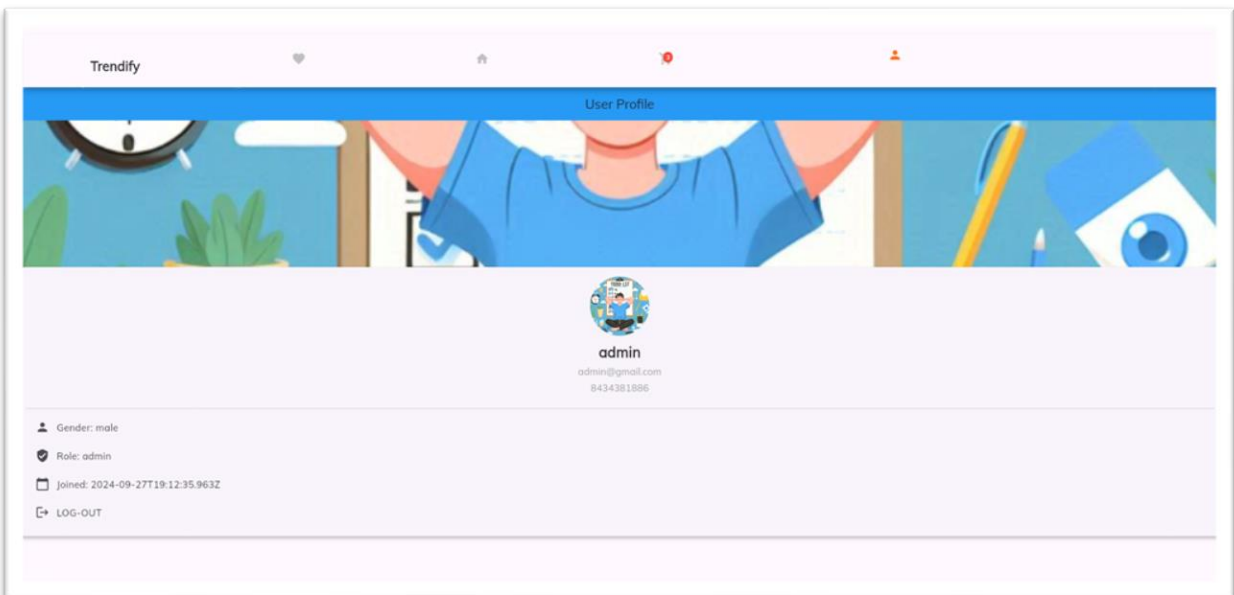 Trendify
User Profile
admin
admin@gmail.com
8434381886
Gender: male
Role: admin
Joined: 2024-09-27T19:12:35.963Z
LOG-OUT